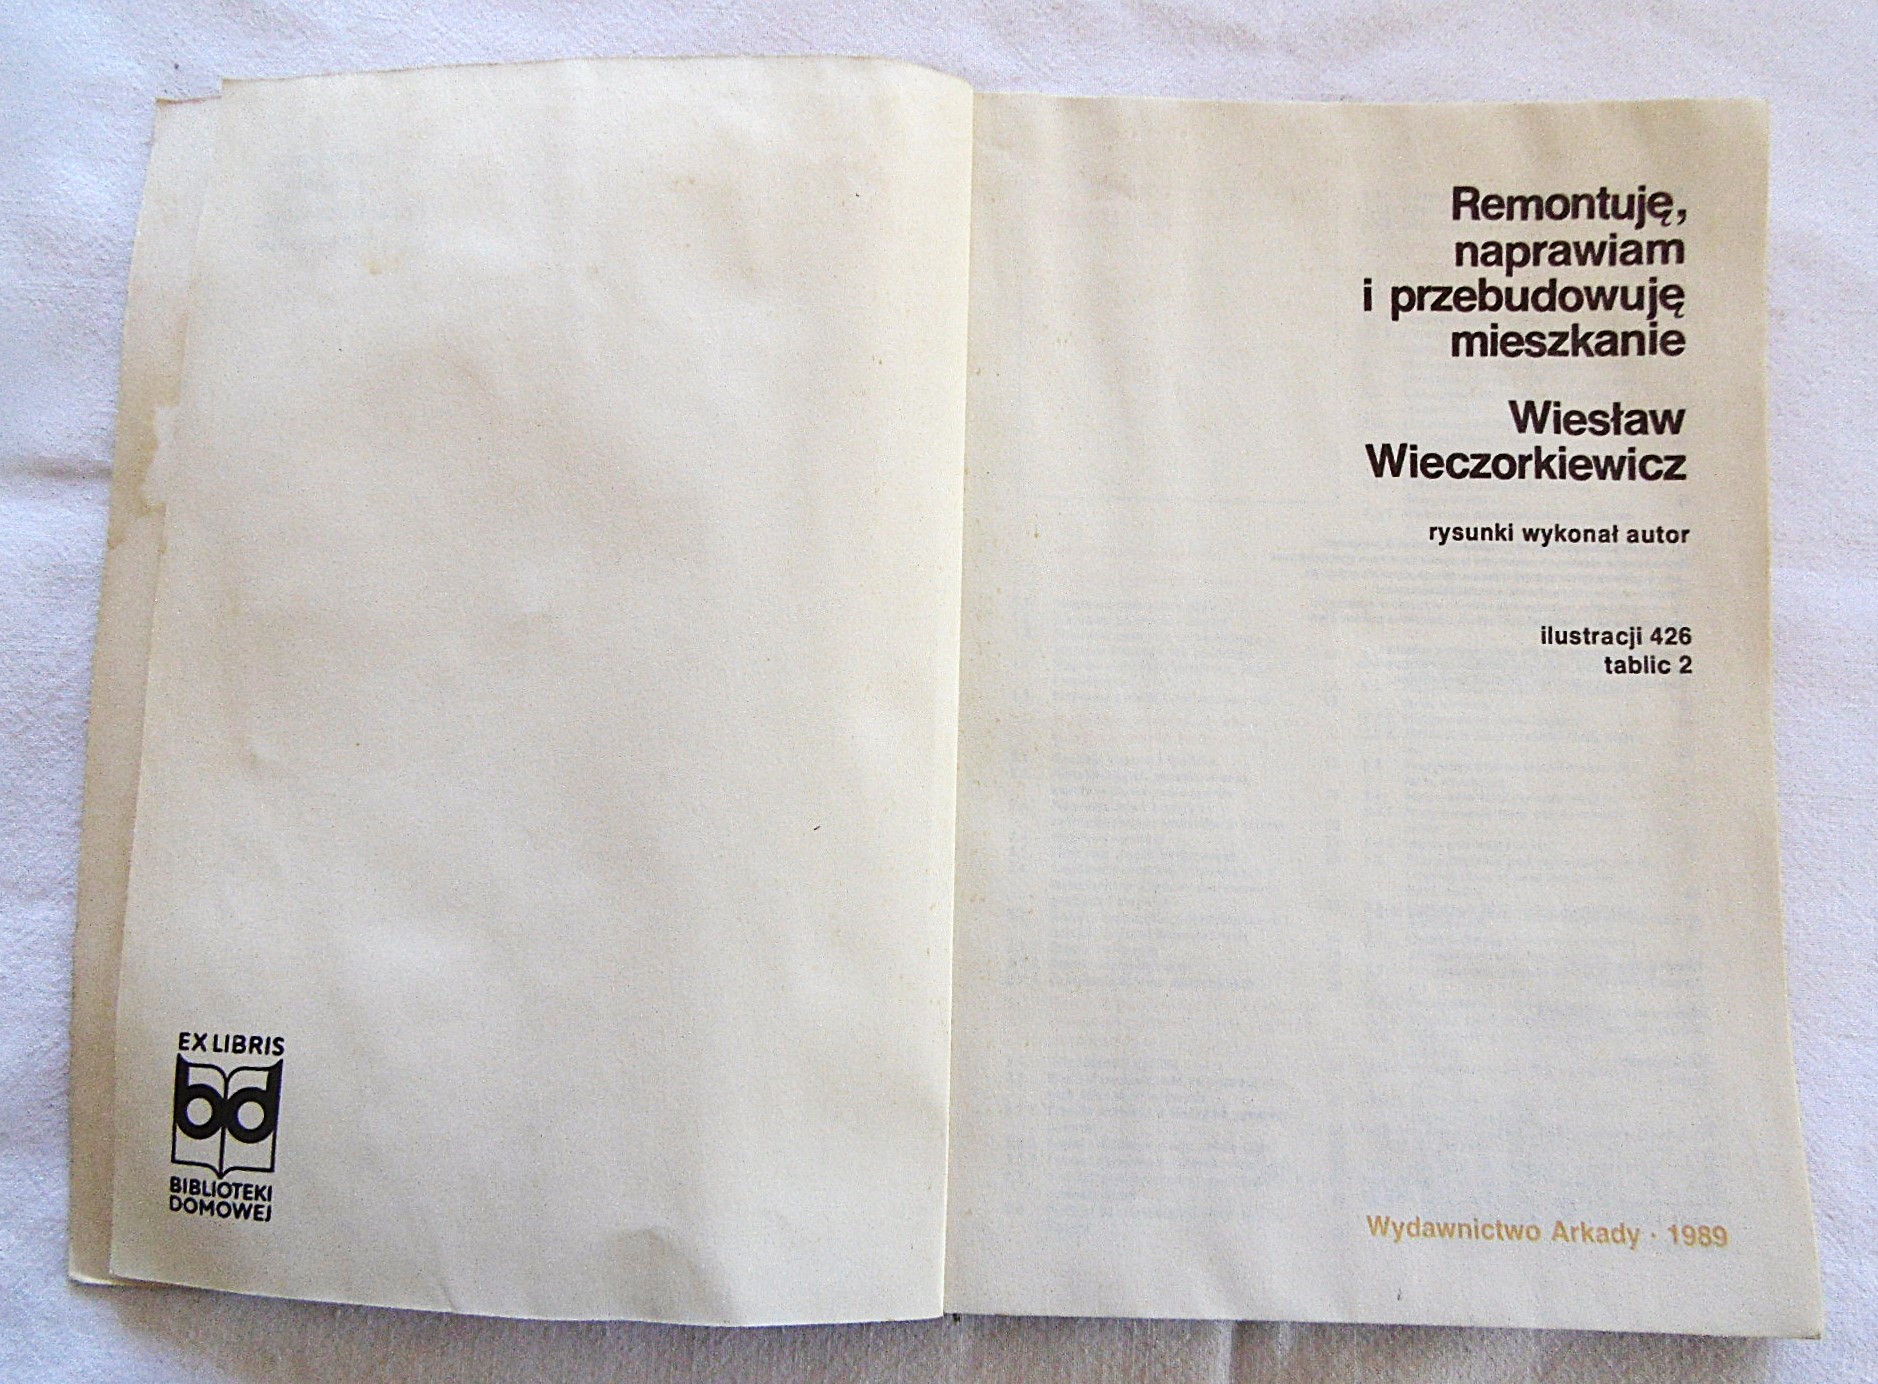 EX LIBRIS
bd
BIBLIOTEKI
DOMOWEJ
Remontuję,
naprawiam
i przebudowuję
mieszkanie
Wiesław
Wieczorkiewicz
rysunki wykonał autor
ilustracji 426
tablic 2
Wydawnictwo Arkady · 1989